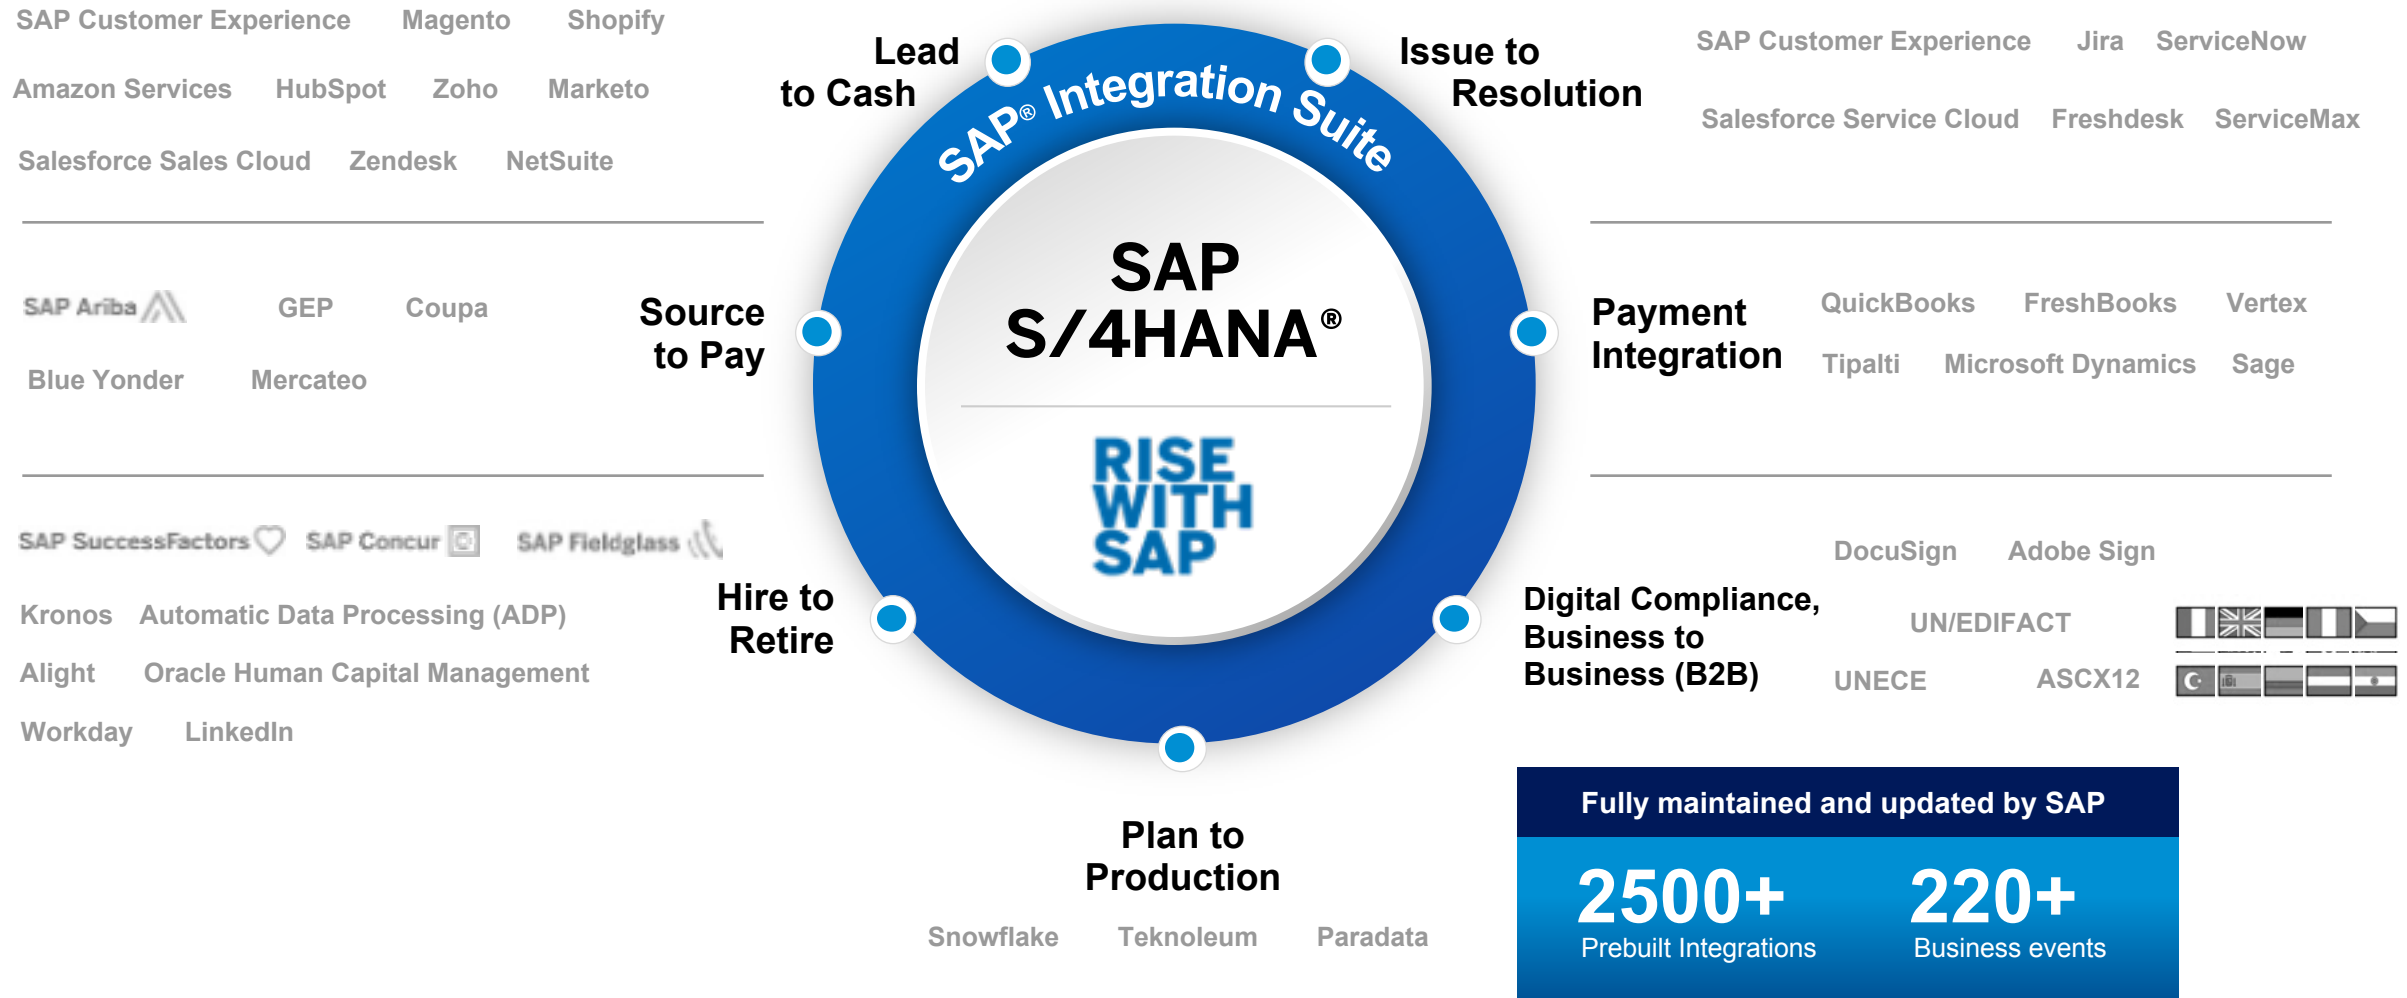 SAP Customer Experience Magento Shopify
Amazon Services HubSpot Zoho Marketo
Salesforce Sales Cloud Zendesk NetSuite
Lead
to Cash
SAP Ariba GEP Coupa
Blue Yonder Mercateo
Source
to Pay
SAP SuccessFactors SAP Concur SAP Fieldglass
Kronos Automatic Data Processing (ADP)
Alight Oracle Human Capital Management
Workday LinkedIn
Hire to
Retire
SAP® Integration Suite
SAP
S/4HANA®
RISE
WITH
SAP
Plan to
Production
Snowflake Teknoleum Paradata
Issue to
Resolution
SAP Customer Experience Jira ServiceNow
Salesforce Service Cloud Freshdesk ServiceMax
Payment
Integration
QuickBooks FreshBooks Vertex
Tipalti Microsoft Dynamics Sage
Digital Compliance,
Business to
Business (B2B)
DocuSign Adobe Sign
UN/EDIFACT
UNECE ASCX12
Fully maintained and updated by SAP
2500+ 220+
Prebuilt Integrations Business events